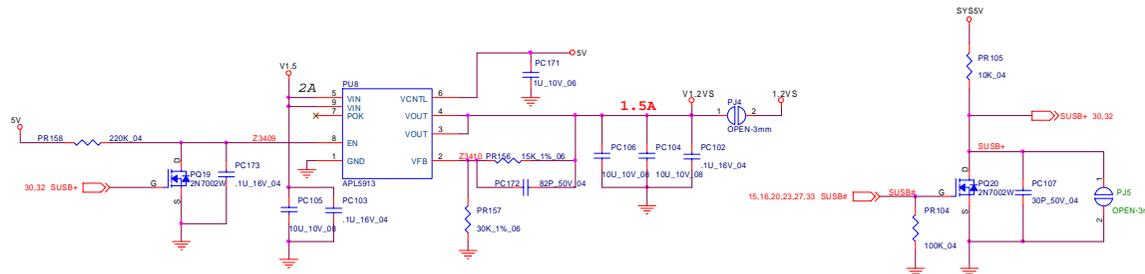 5V
PR158
220K_04
Z3409
30,32 SUSB+
G
D
S
PQ19
2N7002W
PC173
.1U_16V_04
V1.5
2A
PU8
5
9
7
8
1
VIN
VIN
POK
EN
GND
VCNTL
VOUT
VOUT
VFB
6
4
3
2
APL5913
PC105
10U_10V_08
PC103
.1U_16V_04
5V
PC171
1U_10V_06
Z3410
PR156
15K_1%_06
PC172
82P_50V_04
PR157
30K_1%_06
1.5A
PC106
10U_10V_08
PC104
10U_10V_08
V1.2VS
PC102
.1U_16V_04
PJ4
1
2
OPEN-3mm
1.2VS
SYS5V
PR105
10K_04
SUSB+ 30,32
SUSB+
15,16,20,23,27,33 SUSB#
SUSB#
G
D
S
PQ20
2N7002W
PR104
100K_04
PC107
30P_50V_04
1
2
PJ5